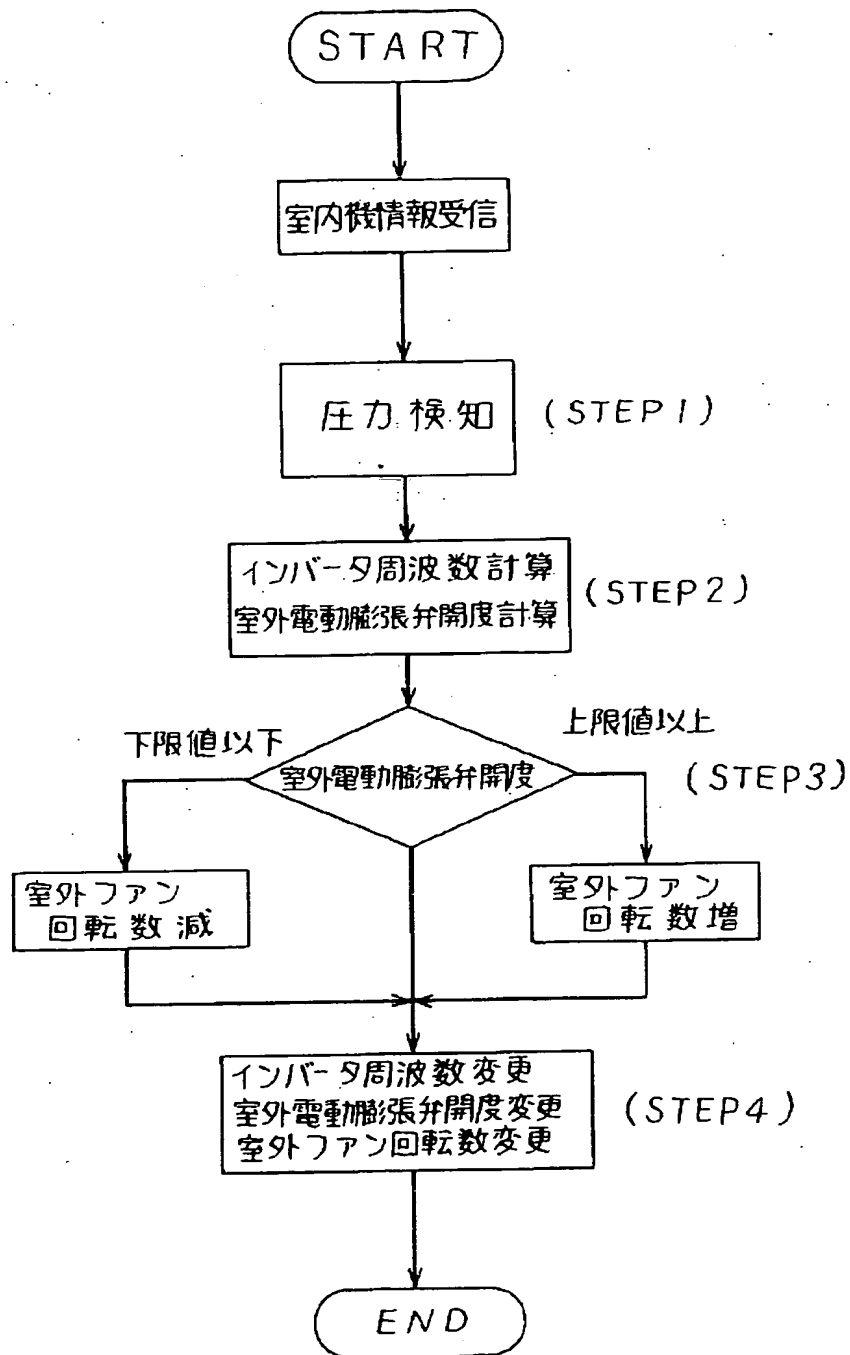 START
室内機情報受信
圧力検知
(STEP1)
インバータ周波数計算
室外電動膨張弁開度計算
(STEP2)
下限値以下
上限値以上
室外電動膨張弁開度
(STEP3)
室外ファン
回転数減
室外ファン
回転数増
インバータ周波数変更
室外電動膨張弁開度変更
室外ファン回転数変更
(STEP4)
END